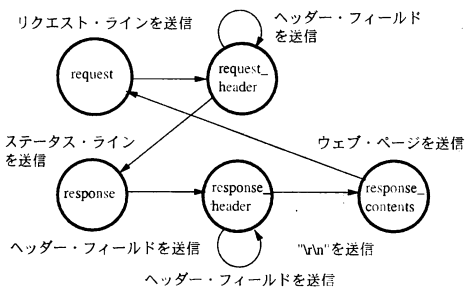 リクエスト・ラインを送信
ヘッダー・フィールド
を送信
request
request_
header
ステータス・ライン
を送信
ウェブ・ページを送信
response
response_
header
response_
contents
ヘッダー・フィールドを送信
"\r\n"を送信
ヘッダー・フィールドを送信